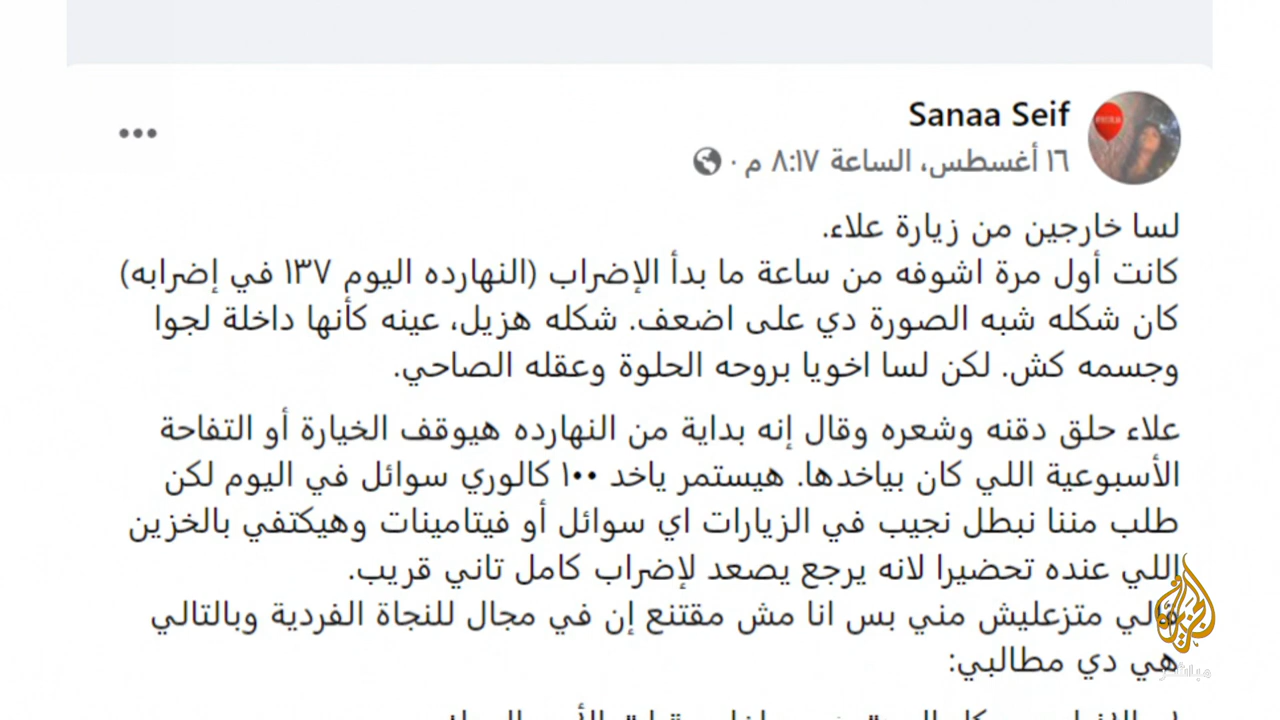 Sanaa Seif
١٦ أغسطس، الساعة ٨:١٧ م ·
لسا خارجين من زيارة علاء.
كانت أول مرة اشوفه من ساعة ما بدأ الإضراب (النهارده اليوم ١٣٧ في إضرابه)
كان شكله شبه الصورة دي على اضعف. شكله هزيل، عينه كأنها داخلة لجوا
وجسمه كش. لكن لسا اخويا بروحه الحلوة وعقله الصاحي.
علاء حلق دقنه وشعره وقال إنه بداية من النهارده هيوقف الخيارة أو التفاحة
الأسبوعية اللي كان بياخدها. هيستمر ياخد ١٠٠ كالوري سوائل في اليوم لكن
طلب مننا نبطل نجيب في الزيارات اي سوائل أو فيتامينات وهيكتفي بالخزين
اللي عنده تحضيرا لانه يرجع يصعد لإضراب كامل تاني قريب.
قالي متزعليش مني بس انا مش مقتنع إن في مجال للنجاة الفردية وبالتالي
هي دي مطالبي:
الجزيرة
مباشر